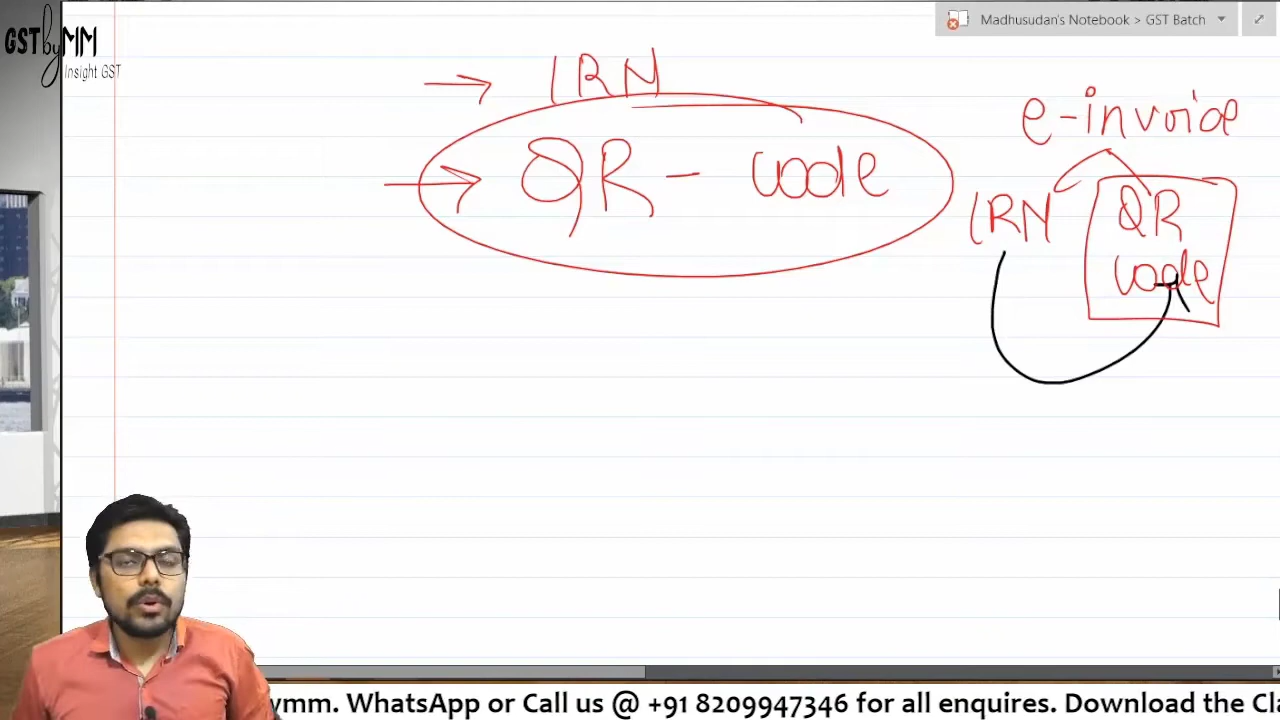 GST by MM
Insight GST
Madhusudan's Notebook > GST Batch
→ IRN
→ QR - code
e-invoice
IRN
QR
code
ymm. WhatsApp or Call us @ +91 8209947346 for all enquires. Download the Cla